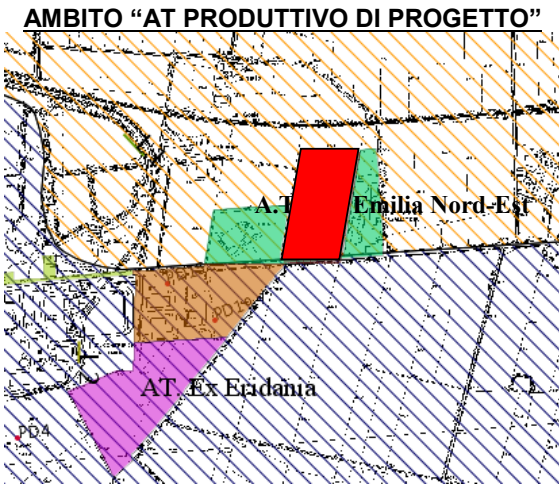 AMBITO “AT PRODUTTIVO DI PROGETTO”
A.T Emilia Nord-Est
AT. Ex Eridania
PD4